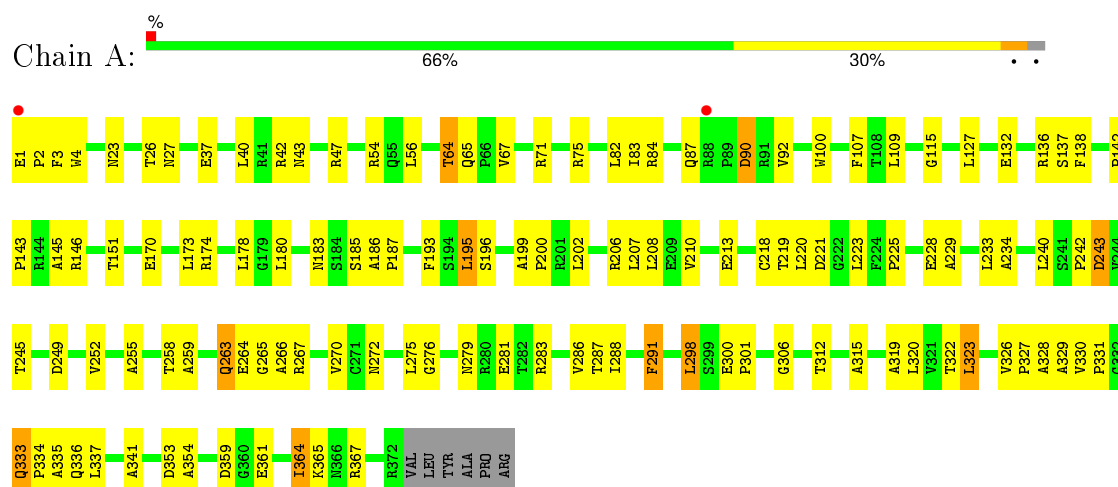 %
Chain A:
66% 30% • •
E1 P2 F3 W4 N23 T26 N27 E37 L40 R41 R42 N43 R47 R54 Q55 L56 T64 Q65 P66 V67 R71 R75 L82 I83 R84 Q87 R88 P89 D90 R91 V92 W100 F107 T108 L109 G115 L127 E132 R136 S137 F138
P143 R144 A145 R146 T151 E170 L173 R174 L178 G179 L180 N183 S184 S185 A186 P187 F193 S194 L195 S196 A199 P200 R201 L202 R206 L207 L208 E209 V210 E213 C218 T219 L220 D221 G222 L223 F224 P225 E228 A229 L233 A234 L240 S241 P242 D243
T245 D249 V252 A255 T258 A259 Q263 E264 G265 A266 R267 V270 C271 N272 L275 G276 N279 R280 E281 T282 R283 V286 T287 I288 F291 L298 S299 E300 P301 G306 T312 A315 A319 L320 V321 T322 L323 V326 P327 A328 A329 V330 P331
Q333 P334 A335 Q336 L337 A341 D353 A354 D359 G360 E361 I364 K365 N366 R367 R372 VAL LEU TYR ALA PRO ARG